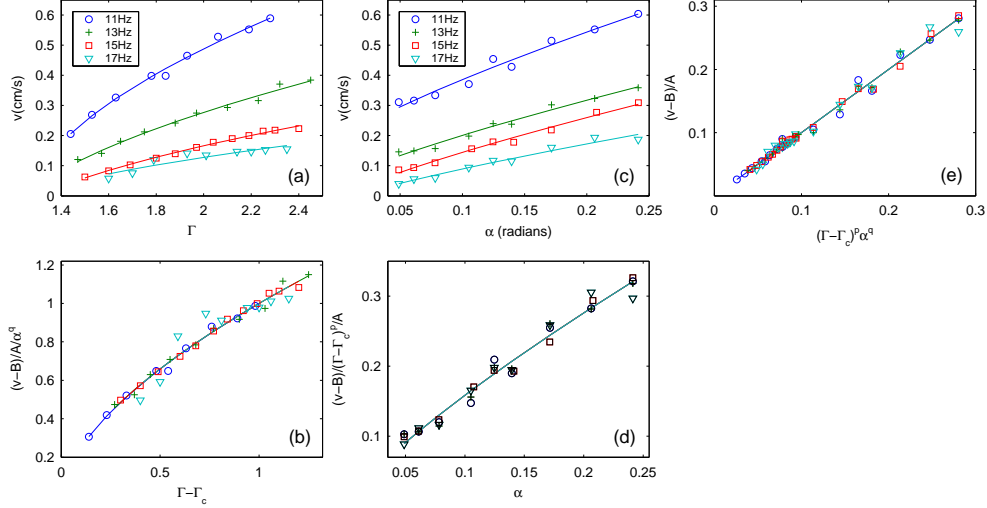 0.6
0.5
0.4
0.3
0.2
0.1
0
v(cm/s)
11Hz
13Hz
15Hz
17Hz
(a)
1.4 1.6 1.8 2 2.2 2.4
Γ
0.6
0.5
0.4
0.3
0.2
0.1
0
v(cm/s)
11Hz
13Hz
15Hz
17Hz
(c)
0.05 0.1 0.15 0.2 0.25
α (radians)
0.3
0.2
0.1
(v−B)/A
(e)
0 0.1 0.2 0.3
(Γ−Γc)^pα^q
1.2
1
0.8
0.6
0.4
0.2
(v−B)/A/α^q
(b)
0 0.5 1
Γ−Γc
0.3
0.2
0.1
(v−B)/(Γ−Γc)^p/A
(d)
0.05 0.1 0.15 0.2 0.25
α